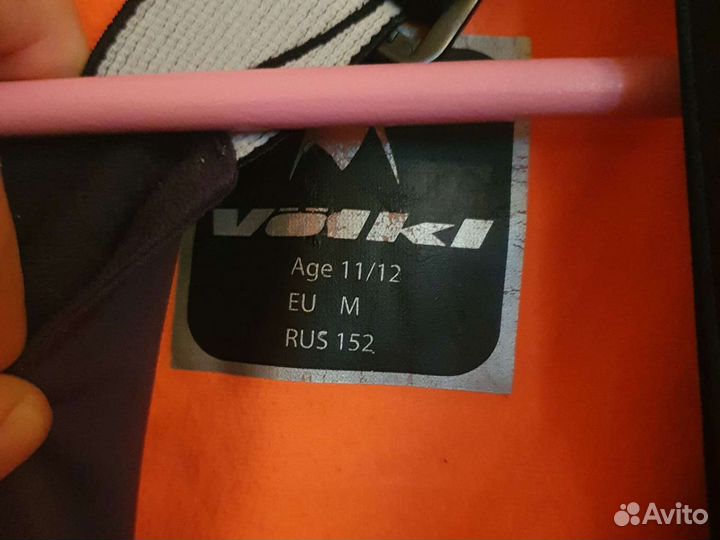 völkl
Age 11/12
EU M
RUS 152
Avito